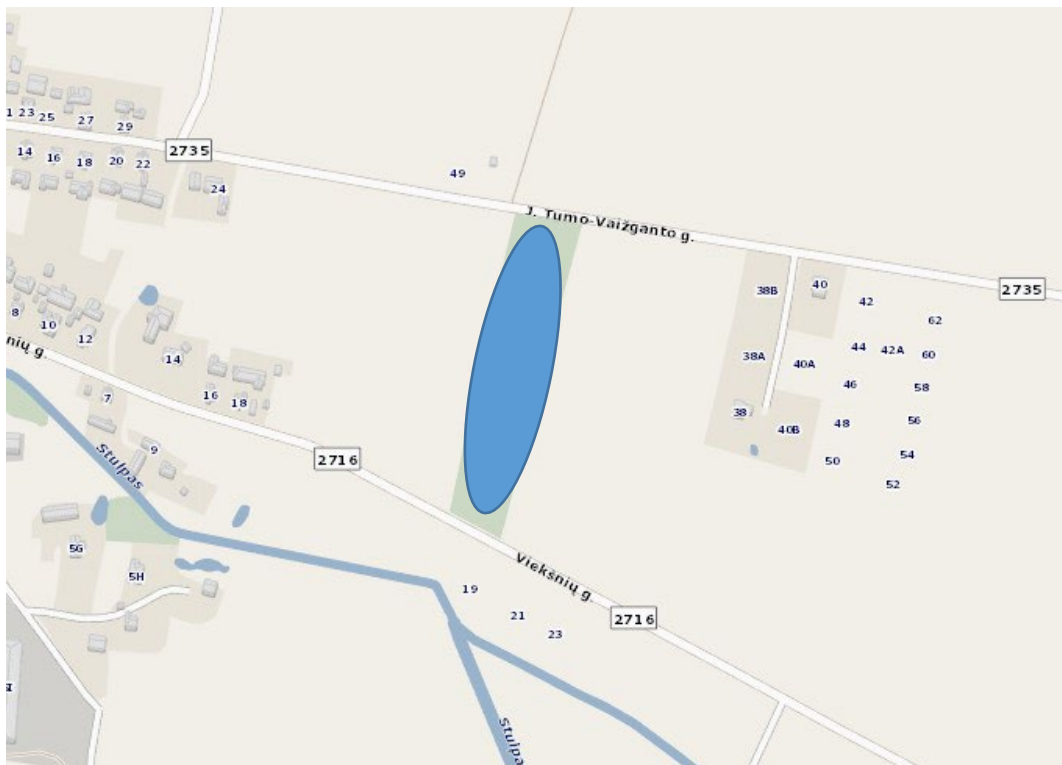 1 23 25 27 29
14 16 18 20 22
2735
24
49
J. Tumo-Vaižganto g.
2735
38B 40 42
62
38A 40A 44 42A 60
46 58
38 40B 48 56
50 54
52
8 10 12
nių g.
14
16 18
7
9
2716
Stulpas
5G
5H
Viekšnių g.
2716
19
21
23
Stulpa